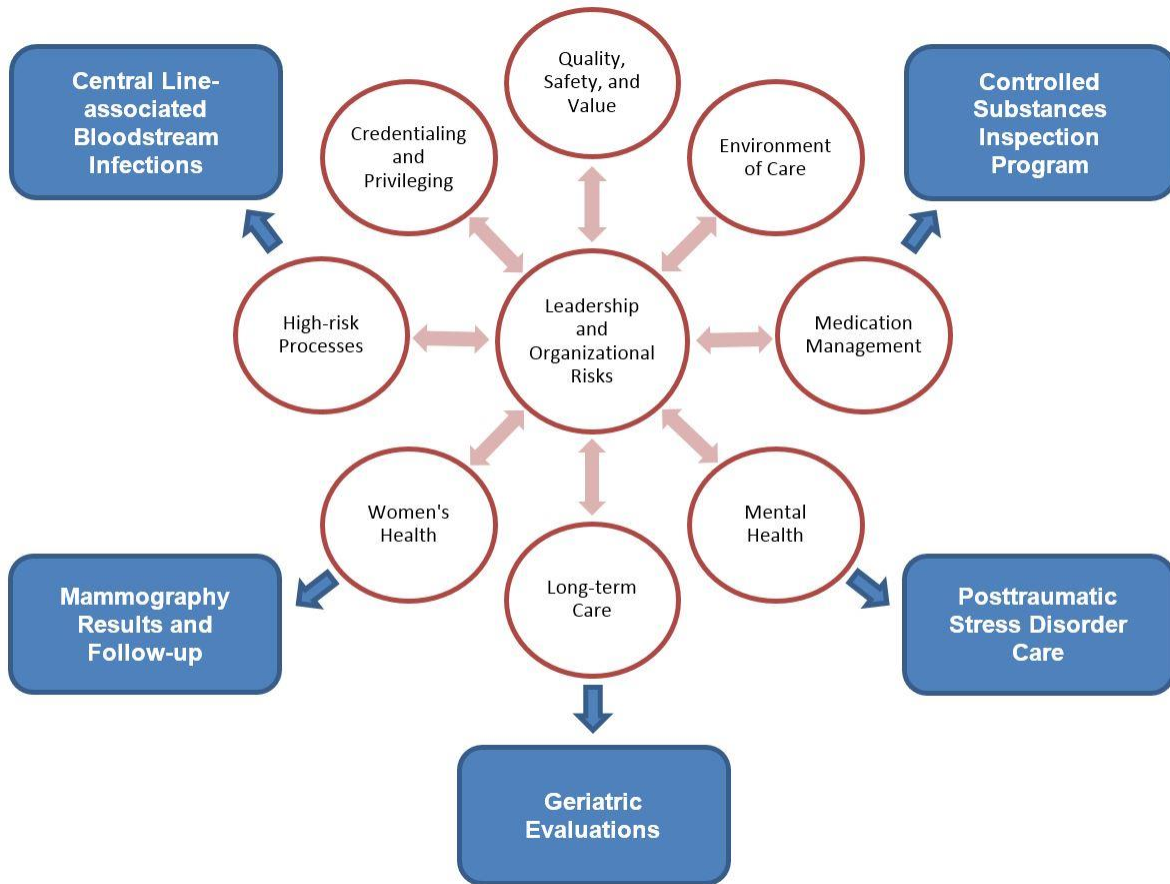 Quality,
Safety, and
Value
Central Line-
associated
Bloodstream
Infections
Controlled
Substances
Inspection
Program
Credentialing
and
Privileging
Environment
of Care
High-risk
Processes
Leadership
and
Organizational
Risks
Medication
Management
Women's
Health
Mental
Health
Long-term
Care
Mammography
Results and
Follow-up
Posttraumatic
Stress Disorder
Care
Geriatric
Evaluations